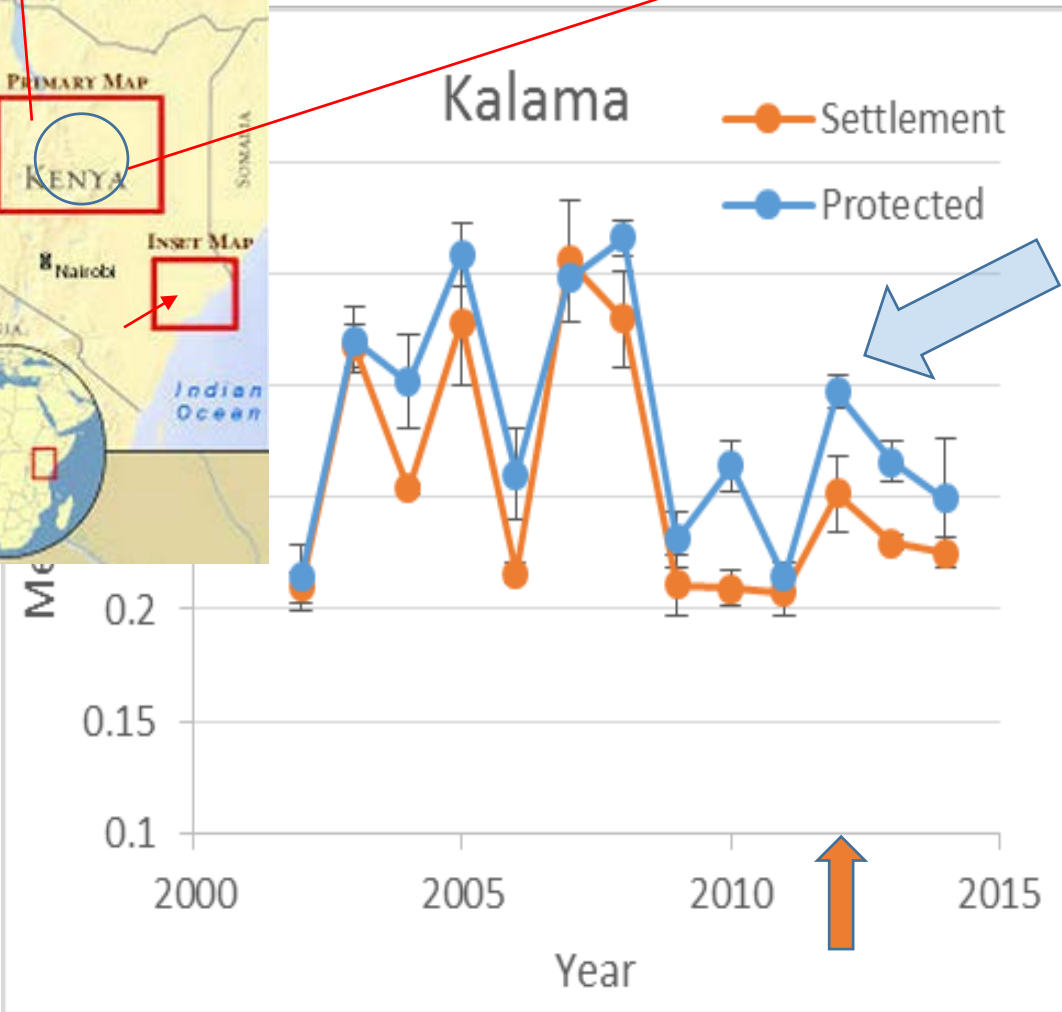 PRIMARY MAP
KENYA
SOMALIA
INSET MAP
Nairobi
Indian
Ocean
Kalama
Settlement
Protected
0.2
0.15
0.1
2000
2005
2010
2015
Year